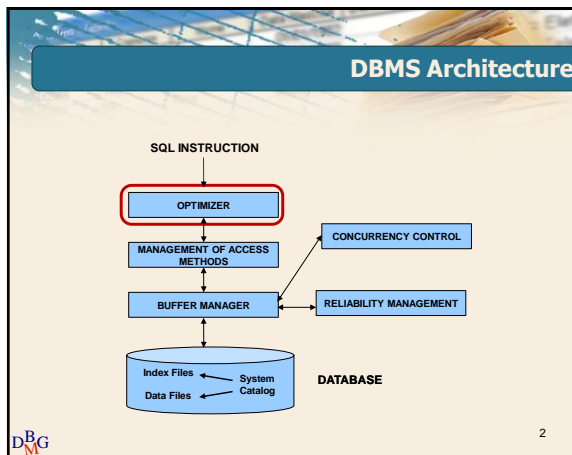 DBMS Architecture
SQL INSTRUCTION
OPTIMIZER
MANAGEMENT OF ACCESS
METHODS
CONCURRENCY CONTROL
BUFFER MANAGER
RELIABILITY MANAGEMENT
Index Files
System
Catalog
Data Files
DATABASE
DBMG
2